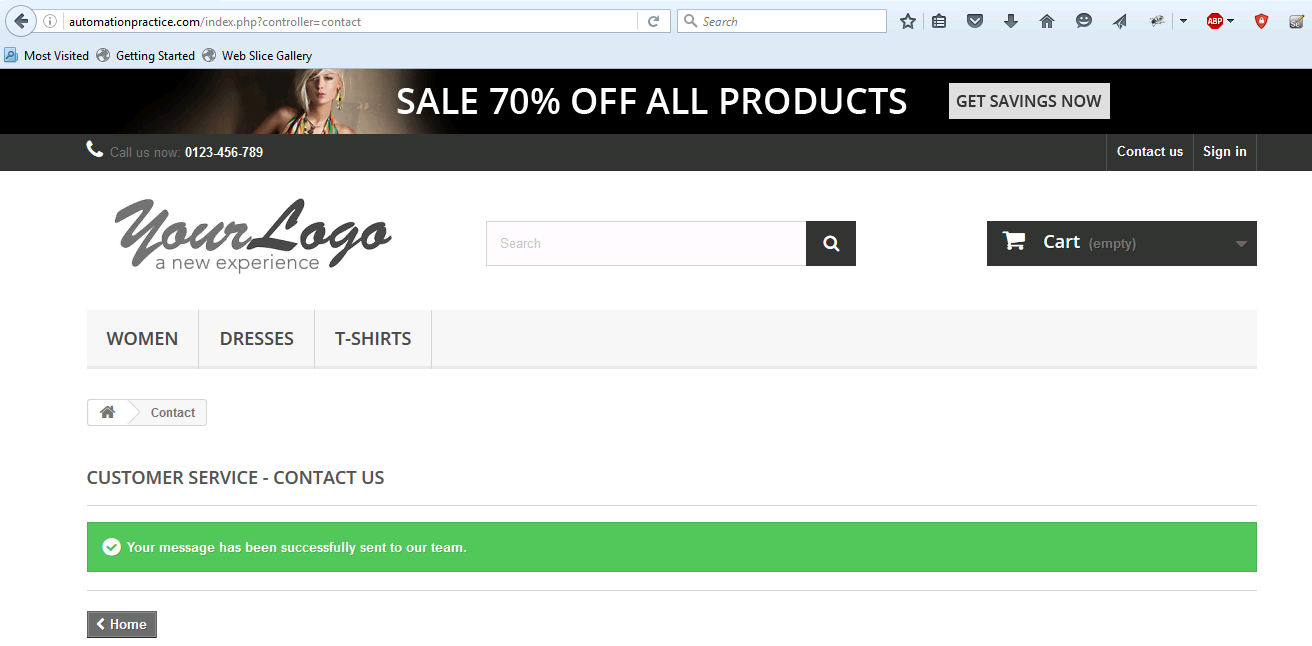 automationpractice.com/index.php?controller=contact
Search
ABP
Most Visited Getting Started Web Slice Gallery
SALE 70% OFF ALL PRODUCTS
GET SAVINGS NOW
Call us now: 0123-456-789
Contact us
Sign in
YourLogo
a new experience
Search
Cart (empty)
WOMEN
DRESSES
T-SHIRTS
Contact
CUSTOMER SERVICE - CONTACT US
Your message has been successfully sent to our team.
Home